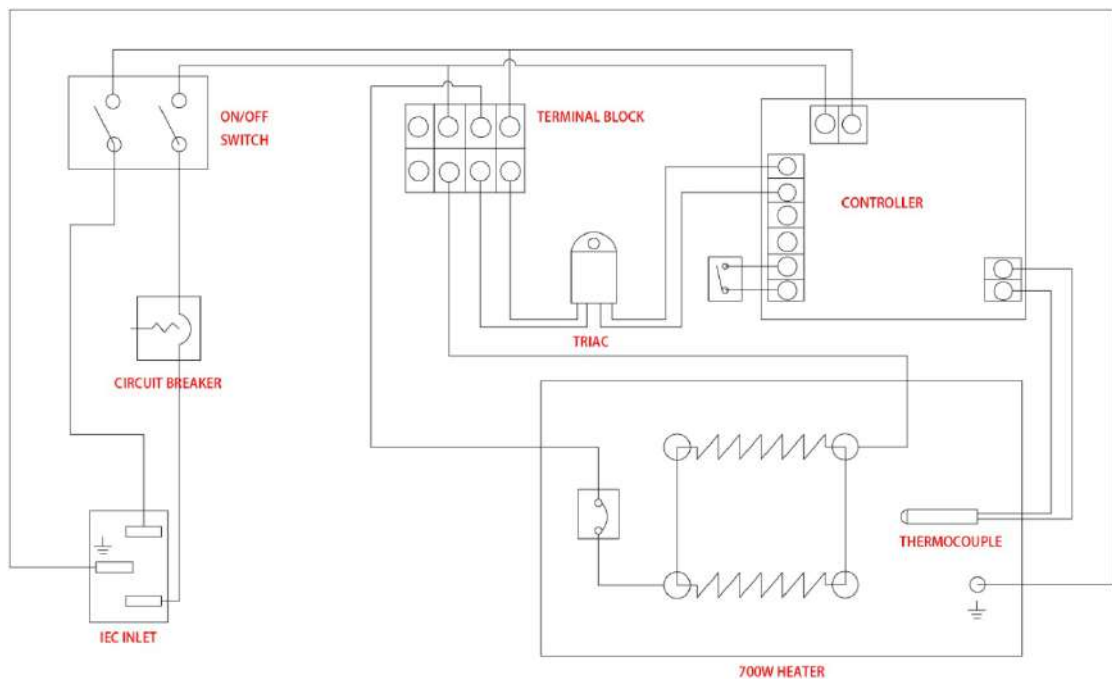 ON/OFF
SWITCH
TERMINAL BLOCK
CONTROLLER
TRIAC
CIRCUIT BREAKER
THERMOCOUPLE
IEC INLET
700W HEATER